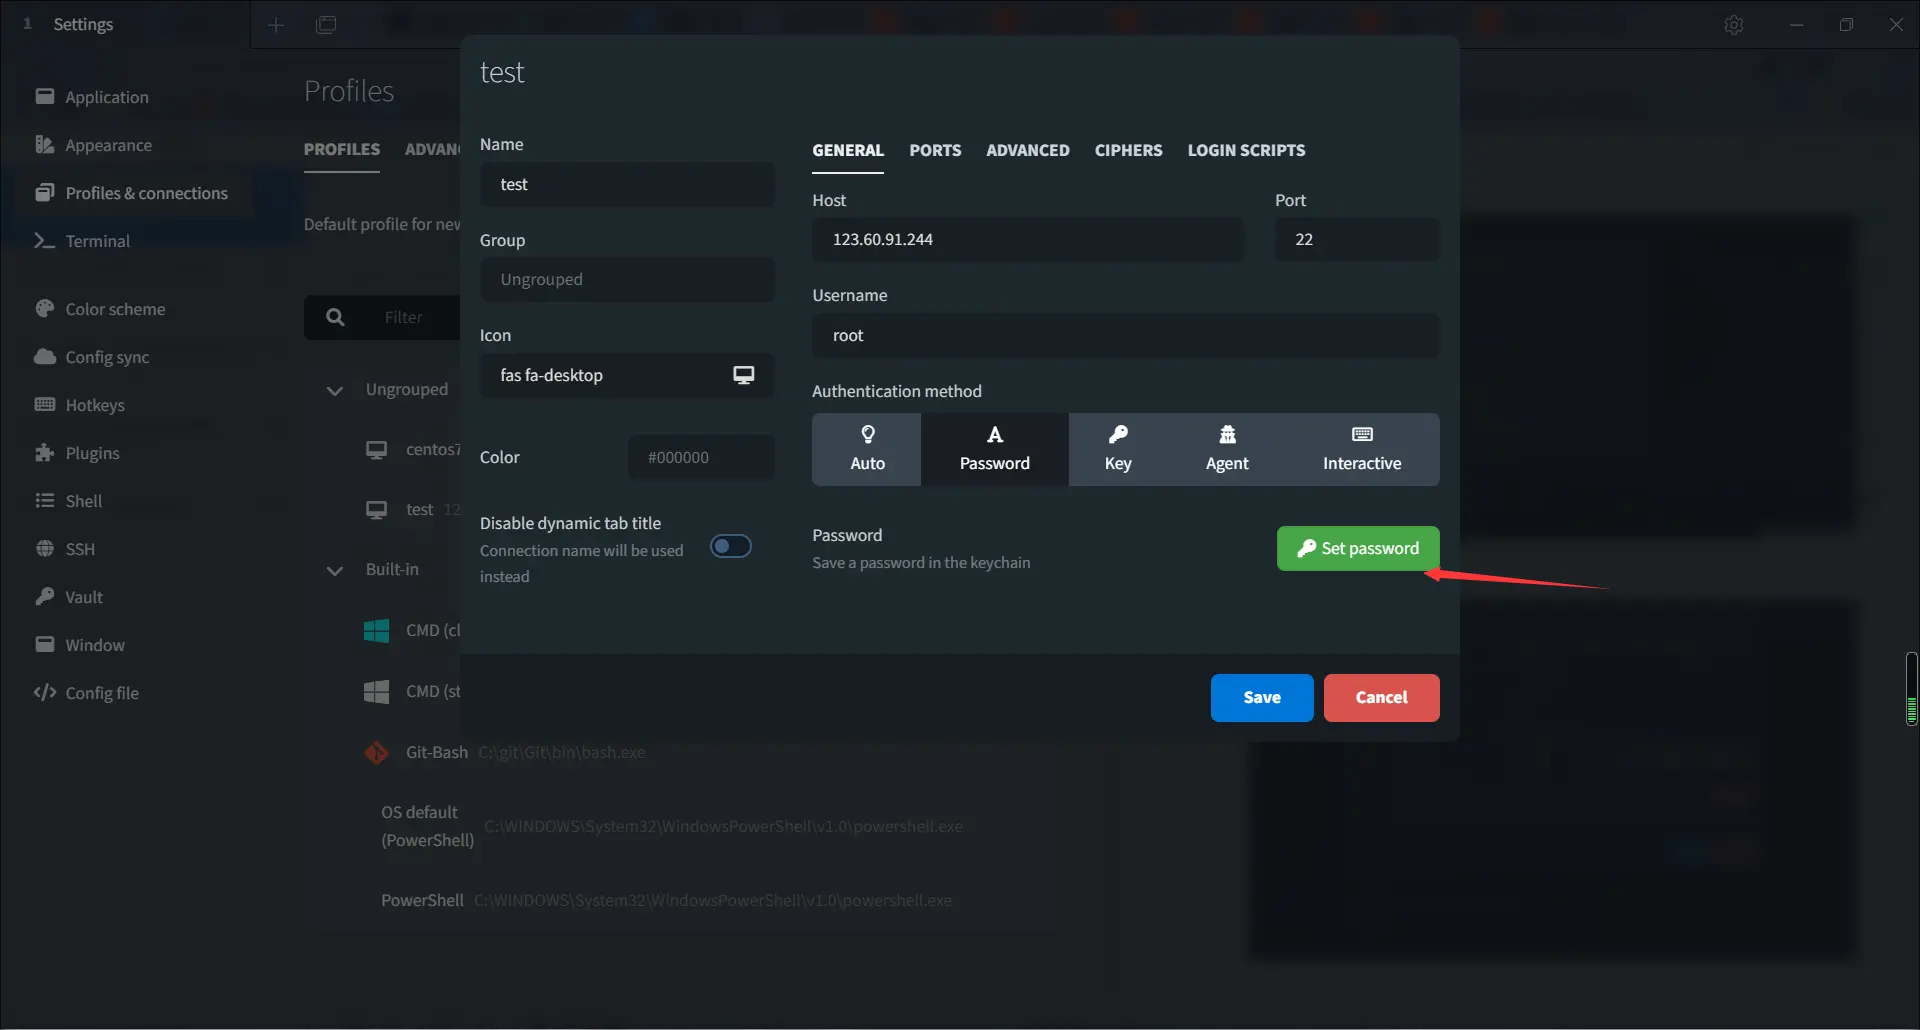 1 Settings
Application
Appearance
Profiles & connections
Terminal
Color scheme
Config sync
Hotkeys
Plugins
Shell
SSH
Vault
Window
Config file
Profiles
PROFILES
Default profile for new
Filter
Ungrouped
centos7
test
Built-in
CMD
CMD
Git-Bash C:\git\Git\bin\bash.exe
OS default
(PowerShell)
C:\WINDOWS\System32\WindowsPowerShell\v1.0\powershell.exe
PowerShell C:\WINDOWS\System32\WindowsPowerShell\v1.0\powershell.exe
test
Name
test
Group
Ungrouped
Icon
fas fa-desktop
Color
#000000
Disable dynamic tab title
Connection name will be used
instead
GENERAL PORTS ADVANCED CIPHERS LOGIN SCRIPTS
Host
Port
123.60.91.244
22
Username
root
Authentication method
Auto Password Key Agent Interactive
Password
Save a password in the keychain
Set password
Save Cancel